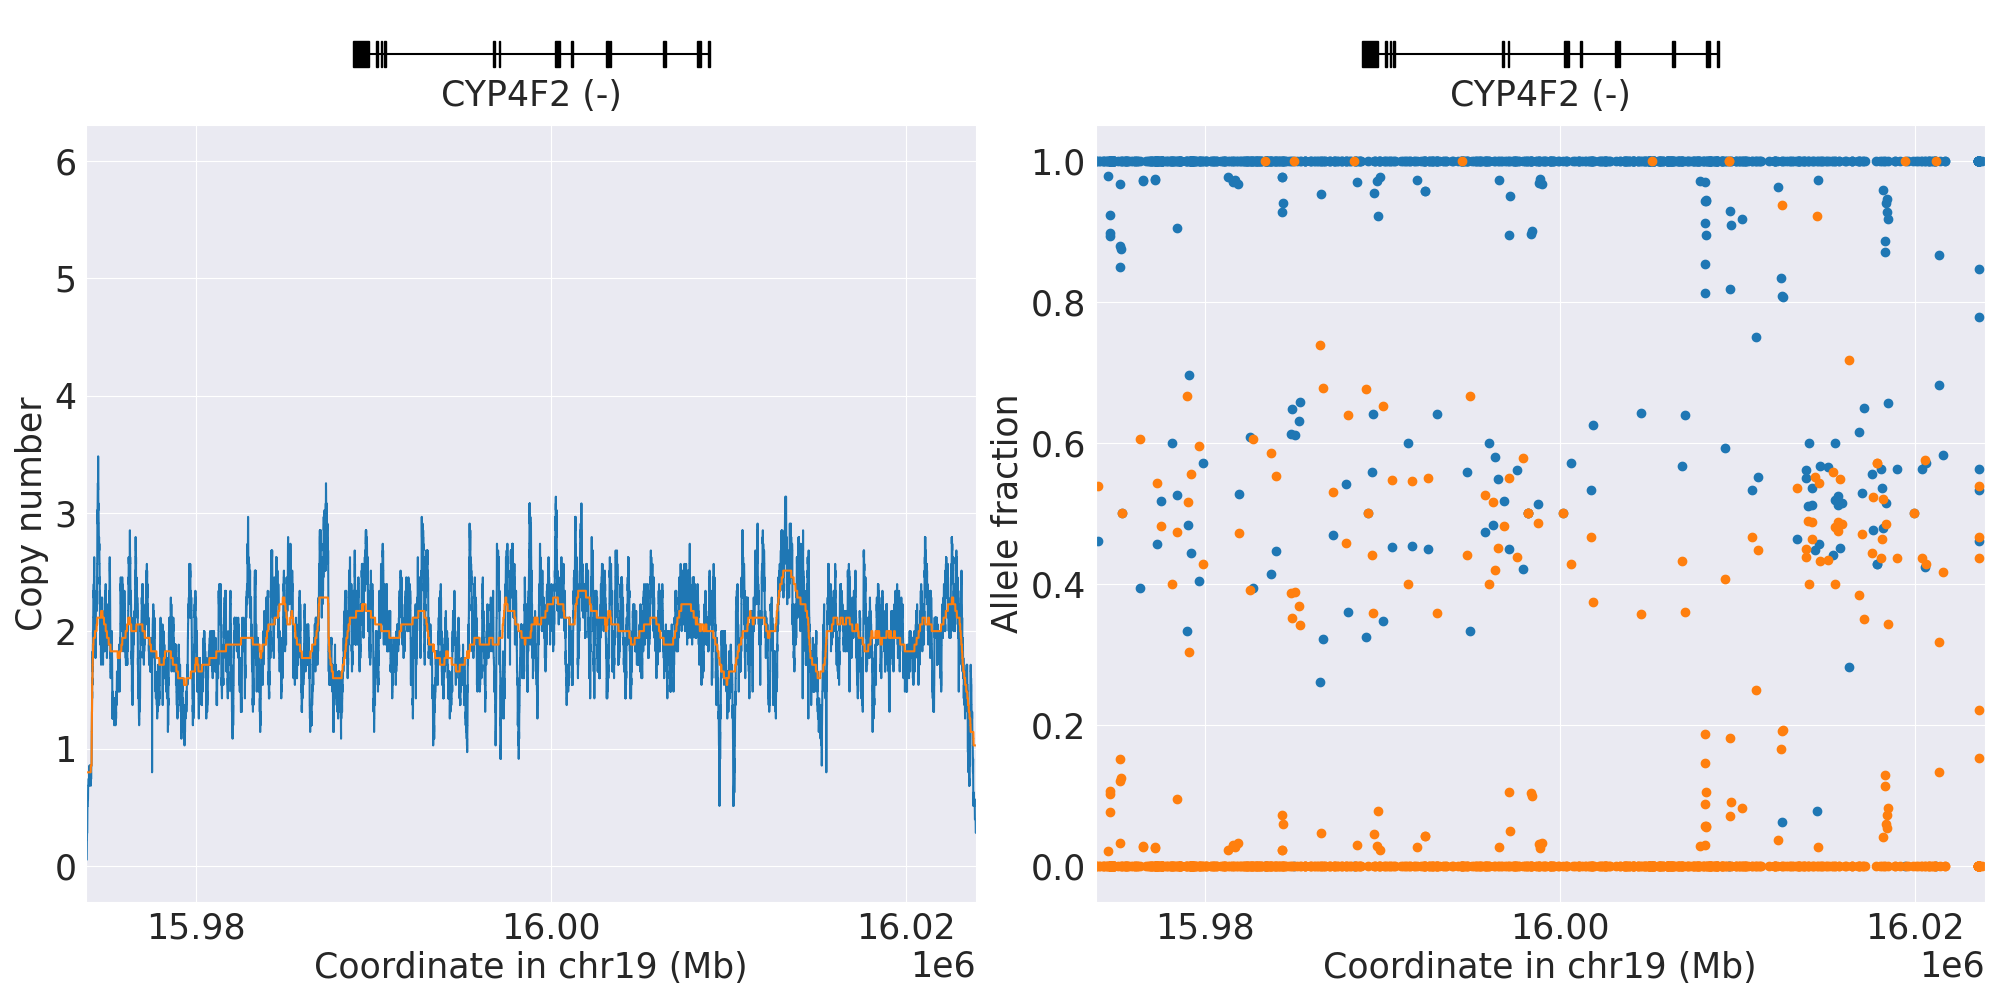 CYP4F2 (-)
Copy number
6
5
4
3
2
1
0
15.98 16.00 16.02
Coordinate in chr19 (Mb)
1e6
CYP4F2 (-)
Allele fraction
1.0
0.8
0.6
0.4
0.2
0.0
15.98 16.00 16.02
Coordinate in chr19 (Mb)
1e6